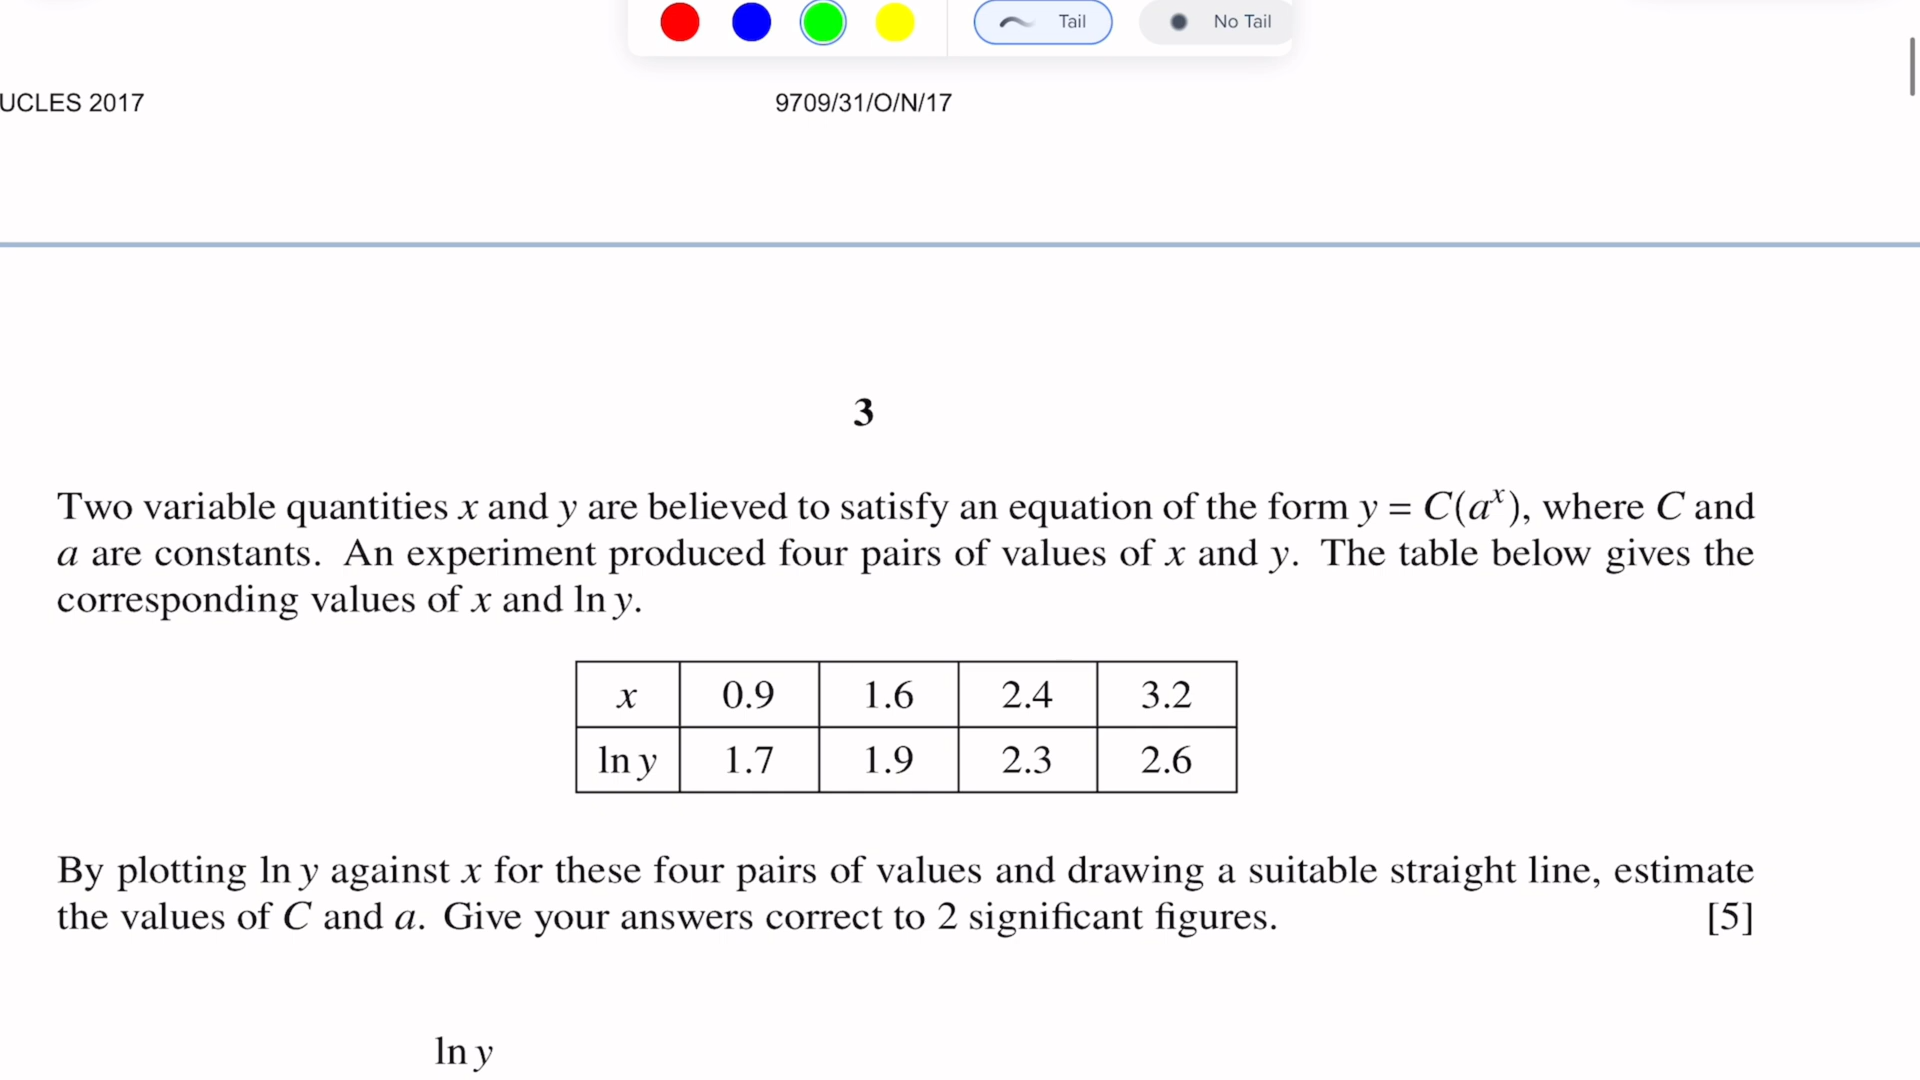 Tail No Tail
UCLES 2017 9709/31/O/N/17
3
Two variable quantities x and y are believed to satisfy an equation of the form y = C(aˣ), where C and
a are constants. An experiment produced four pairs of values of x and y. The table below gives the
corresponding values of x and ln y.
x 0.9 1.6 2.4 3.2
ln y 1.7 1.9 2.3 2.6
By plotting ln y against x for these four pairs of values and drawing a suitable straight line, estimate
the values of C and a. Give your answers correct to 2 significant figures. [5]
ln y